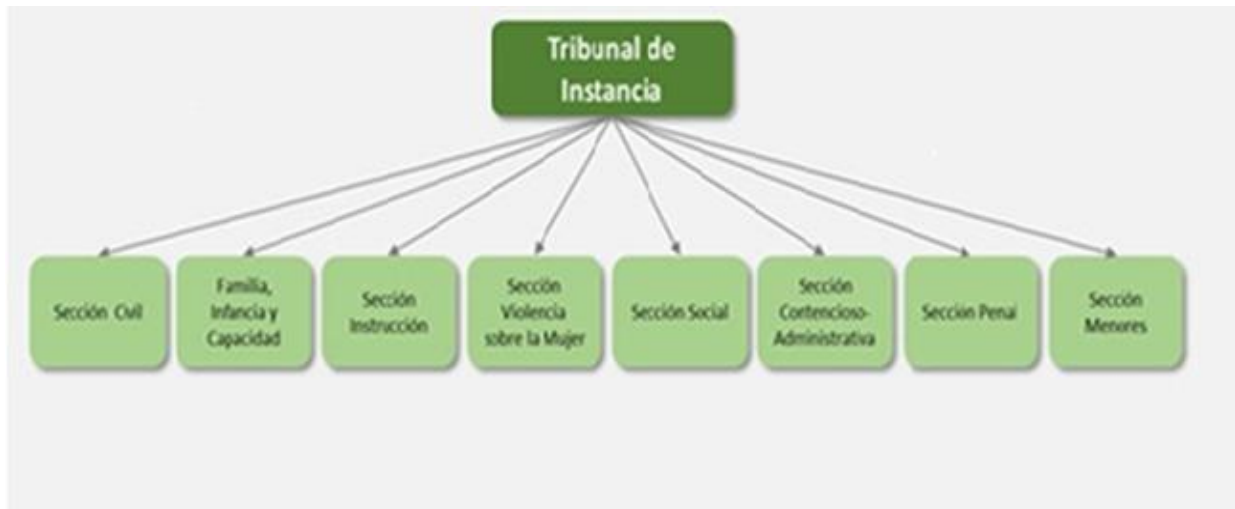 Tribunal de
Instancia
Sección Civil
Familia,
Infancia y
Capacidad
Sección
Instrucción
Sección
Violencia
sobre la Mujer
Sección Social
Sección
Contencioso-
Administrativa
Sección Penal
Sección
Menores